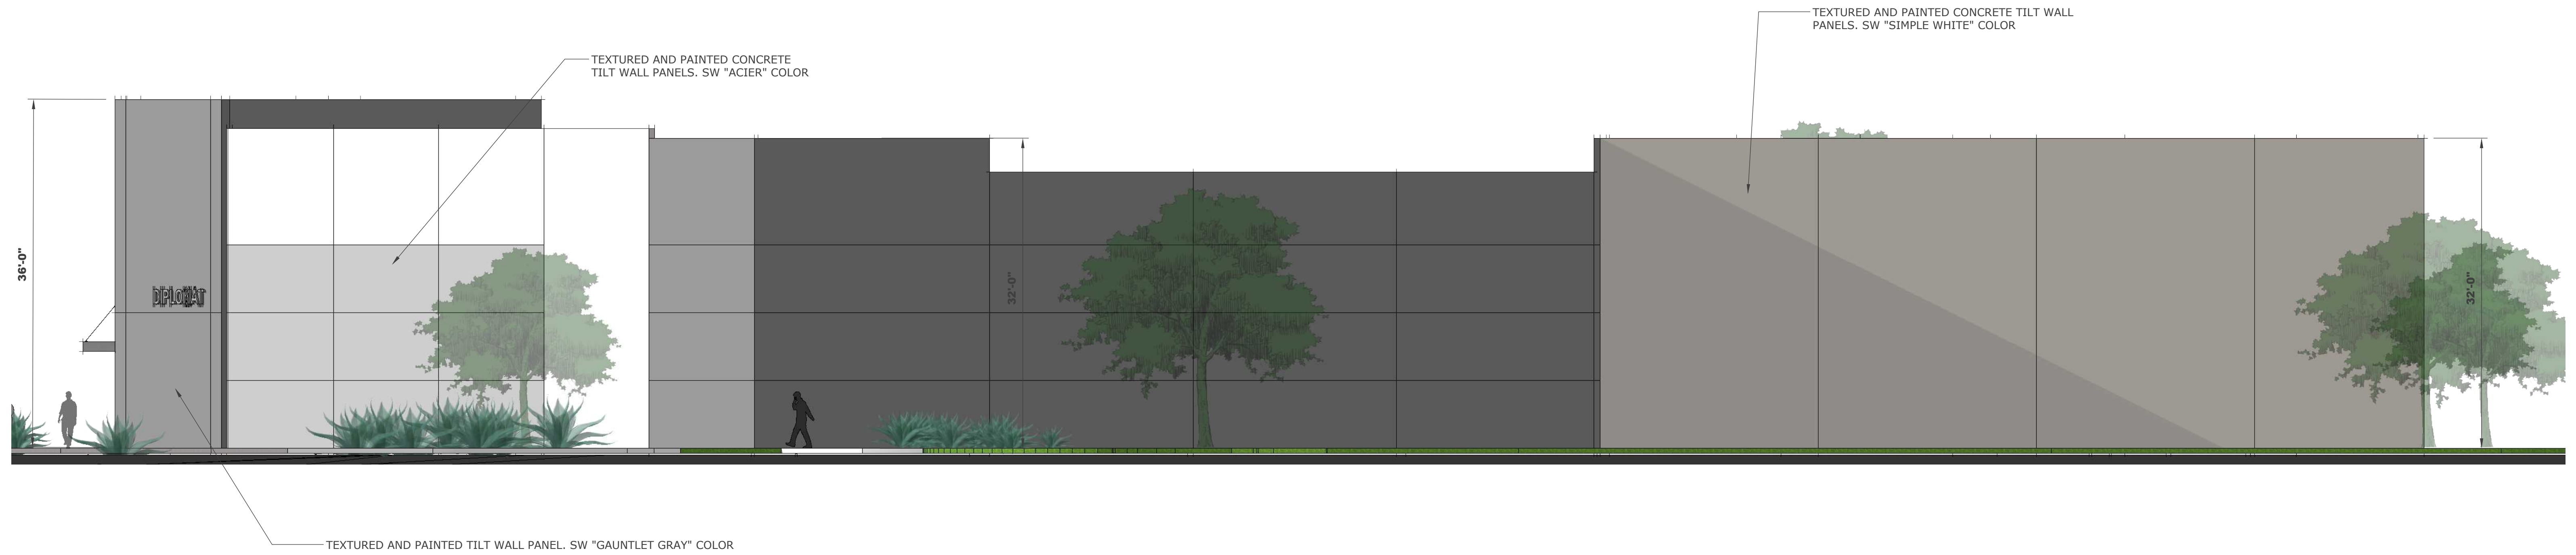 TEXTURED AND PAINTED CONCRETE TILT WALL
PANELS. SW "SIMPLE WHITE" COLOR
TEXTURED AND PAINTED CONCRETE
TILT WALL PANELS. SW "ACIER" COLOR
36'-0"
DIPLOMAT
32'-0"
32'-0"
TEXTURED AND PAINTED TILT WALL PANEL. SW "GAUNTLET GRAY" COLOR